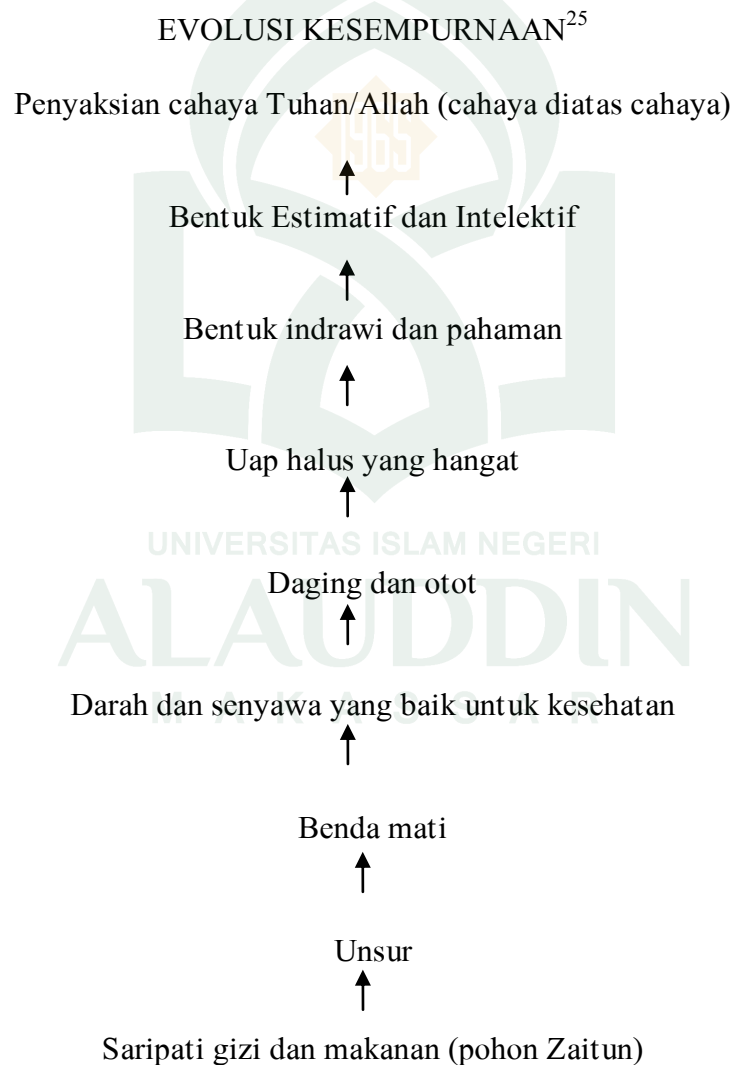 EVOLUSI KESEMPURNAAN25
Penyaksian cahaya Tuhan/Allah (cahaya diatas cahaya)
1965
Bentuk Estimatif dan Intelektif
Bentuk indrawi dan pahaman
Uap halus yang hangat
UNIVERSITAS ISLAM NEGERI
Daging dan otot
ALAUDDIN
Darah dan senyawa yang baik untuk kesehatan
MAKASSAR
Benda mati
Unsur
Saripati gizi dan makanan (pohon Zaitun)